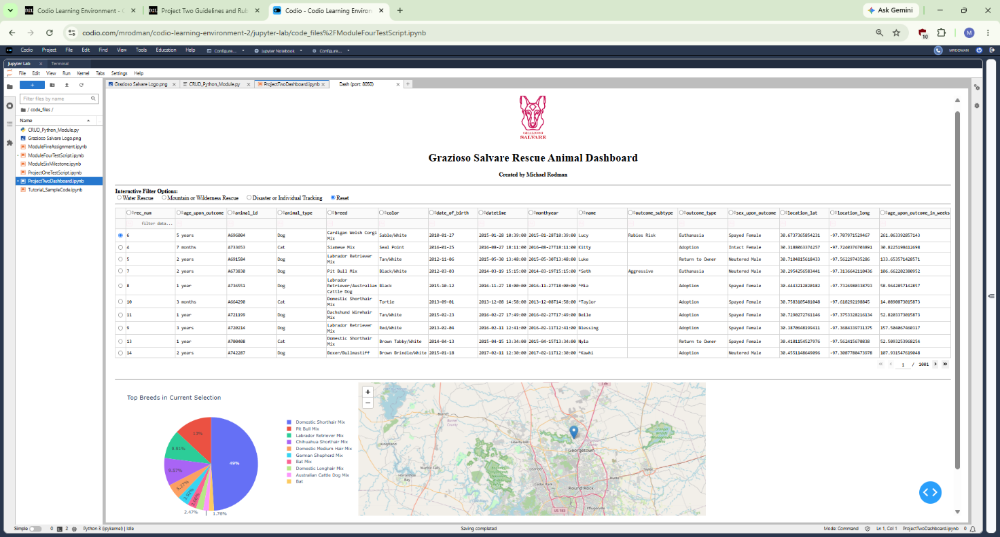 Codio Learning Environment - C
Project Two Guidelines and Rub
Codio - Codio Learning Environ
Ask Gemini
codio.com/mrodman/codio-learning-environment-2/jupyter-lab/code_files%2FModuleFourTestScript.ipynb
10
M
Codio Project File Edit Find View Tools Education Help Configure... Jupyter Notebook Configure... MRODMAN
Jupyter Lab Terminal
File Edit View Run Kernel Tabs Settings Help
Grazioso Salvare Logo.png CRUD_Python_Module.py ProjectTwoDashboard.ipynb Dash (port: 8050)
Filter files by name
/ code_files /
Name
CRUD_Python_Module.py
Grazioso Salvare Logo.png
ModuleFiveAssignment.ipynb
ModuleFourTestScript.ipynb
ModuleSixMilestone.ipynb
ProjectOneTestScript.ipynb
ProjectTwoDashboard.ipynb
Tutorial_SampleCode.ipynb
GRAZIOSO
SALVARE
Grazioso Salvare Rescue Animal Dashboard
Created by Michael Rodman
Interactive Filter Options:
Water Rescue Mountain or Wilderness Rescue Disaster or Individual Tracking Reset
rec_num age_upon_outcome animal_id animal_type breed color date_of_birth datetime monthyear name outcome_subtype outcome_type sex_upon_outcome location_lat location_long age_upon_outcome_in_weeks
filter data...
6 5 years A696004 Dog Cardigan Welsh Corgi Mix Sable/White 2010-01-27 2015-01-28 10:39:00 2015-01-28T10:39:00 Lucy Rabies Risk Euthanasia Spayed Female 30.6737365854231 -97.707971529467 261.063392857143
4 7 months A733653 Cat Siamese Mix Seal Point 2016-01-25 2016-08-27 18:11:00 2016-08-27T18:11:00 Kitty Adoption Intact Female 30.3188063374257 -97.7240376703891 30.8225198412698
5 2 years A691584 Dog Labrador Retriever Mix Tan/White 2012-11-06 2015-05-30 13:48:00 2015-05-30T13:48:00 Luke Return to Owner Neutered Male 30.7104815618433 -97.562297435286 133.653571428571
7 2 years A673830 Dog Pit Bull Mix Black/White 2012-03-03 2014-03-19 15:15:00 2014-03-19T15:15:00 *Seth Aggressive Euthanasia Neutered Male 30.2954256583441 -97.3136642110436 106.662202380952
8 1 year A736551 Dog Labrador Retriever/Australian Cattle Dog Black 2015-10-12 2016-11-27 18:00:00 2016-11-27T18:00:00 *Mia Adoption Spayed Female 30.4443212820182 -97.7326980338793 58.9642857142857
10 3 months A664290 Cat Domestic Shorthair Mix Tortie 2013-09-01 2013-12-08 14:58:00 2013-12-08T14:58:00 *Taylor Adoption Spayed Female 30.7583105481048 -97.618292198845 14.0890873015873
11 1 year A721199 Dog Dachshund Wirehair Mix Tan/White 2015-02-23 2016-02-27 17:49:00 2016-02-27T17:49:00 Belle Adoption Spayed Female 30.7290272761146 -97.3753328216134 52.8203373015873
9 3 years A720214 Dog Labrador Retriever Mix Red/White 2013-02-04 2016-02-11 12:41:00 2016-02-11T12:41:00 Blessing Adoption Spayed Female 30.3870648199411 -97.3684339731375 157.504067460317
13 1 year A700408 Cat Domestic Shorthair Mix Brown Tabby/White 2014-04-13 2015-04-15 13:34:00 2015-04-15T13:34:00 Nyla Return to Owner Spayed Female 30.4101154527976 -97.562415670838 52.5093253968254
14 2 years A742287 Dog Boxer/Bullmastiff Brown Brindle/White 2015-01-18 2017-02-11 12:30:00 2017-02-11T12:30:00 *Kawhi Adoption Neutered Male 30.4551148649096 -97.3087780473978 107.931547619048
1 / 1001
Top Breeds in Current Selection
49%
13%
9.91%
9.57%
5.27%
3.92%
2.47%
1.76%
Domestic Shorthair Mix
Pit Bull Mix
Labrador Retriever Mix
Chihuahua Shorthair Mix
Domestic Medium Hair Mix
German Shepherd Mix
Bat Mix
Domestic Longhair Mix
Australian Cattle Dog Mix
Bat
+
−
Burnet
Burnet County
Kingsland
Liberty Hill
Georgetown
Marble Falls
Horseshoe Bay
Leander
Cedar Park
Round Rock
Hutto
Taylor
Pflugerville
US 183
Simple 0 2 Python 3 (ipykernel) | Idle Saving completed Mode: Command Ln 1, Col 1 ProjectTwoDashboard.ipynb 0